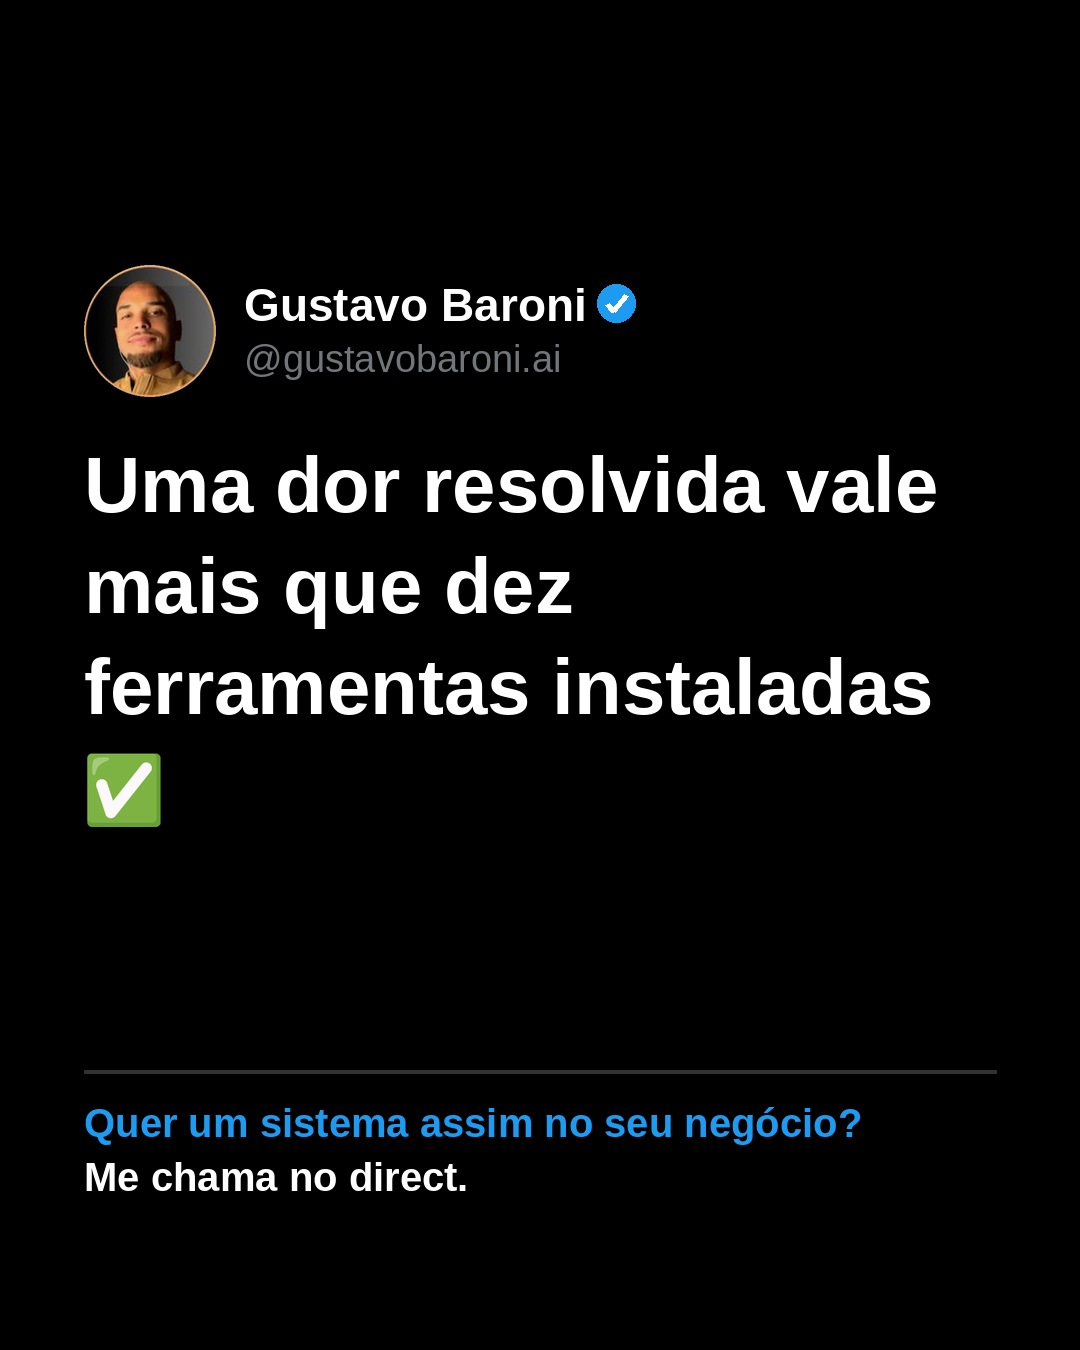 Gustavo Baroni
@gustavobaroni.ai
Uma dor resolvida vale
mais que dez
ferramentas instaladas
✅
Quer um sistema assim no seu negócio?
Me chama no direct.